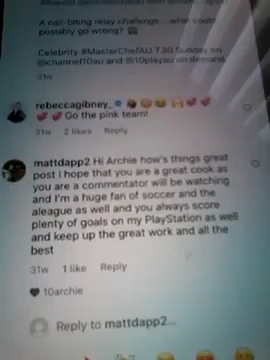 A nail-biting relay challenge... what could
possibly go wrong?
Celebrity #MasterChefAU 7.30 Sunday on
@channel10au and @10playau on demand
31w
rebeccagibney_
Go the pink team!
31w 2 likes Reply
mattdapp2 Hi Archie how's things great
post I hope that you are a great cook as
you are a commentator will be watching
and I'm a huge fan of soccer and the
aleague as well and you always score
plenty of goals on my PlayStation as well
and keep up the great work and all the
best
31w 1 like Reply
10archie
Reply to mattdapp2...